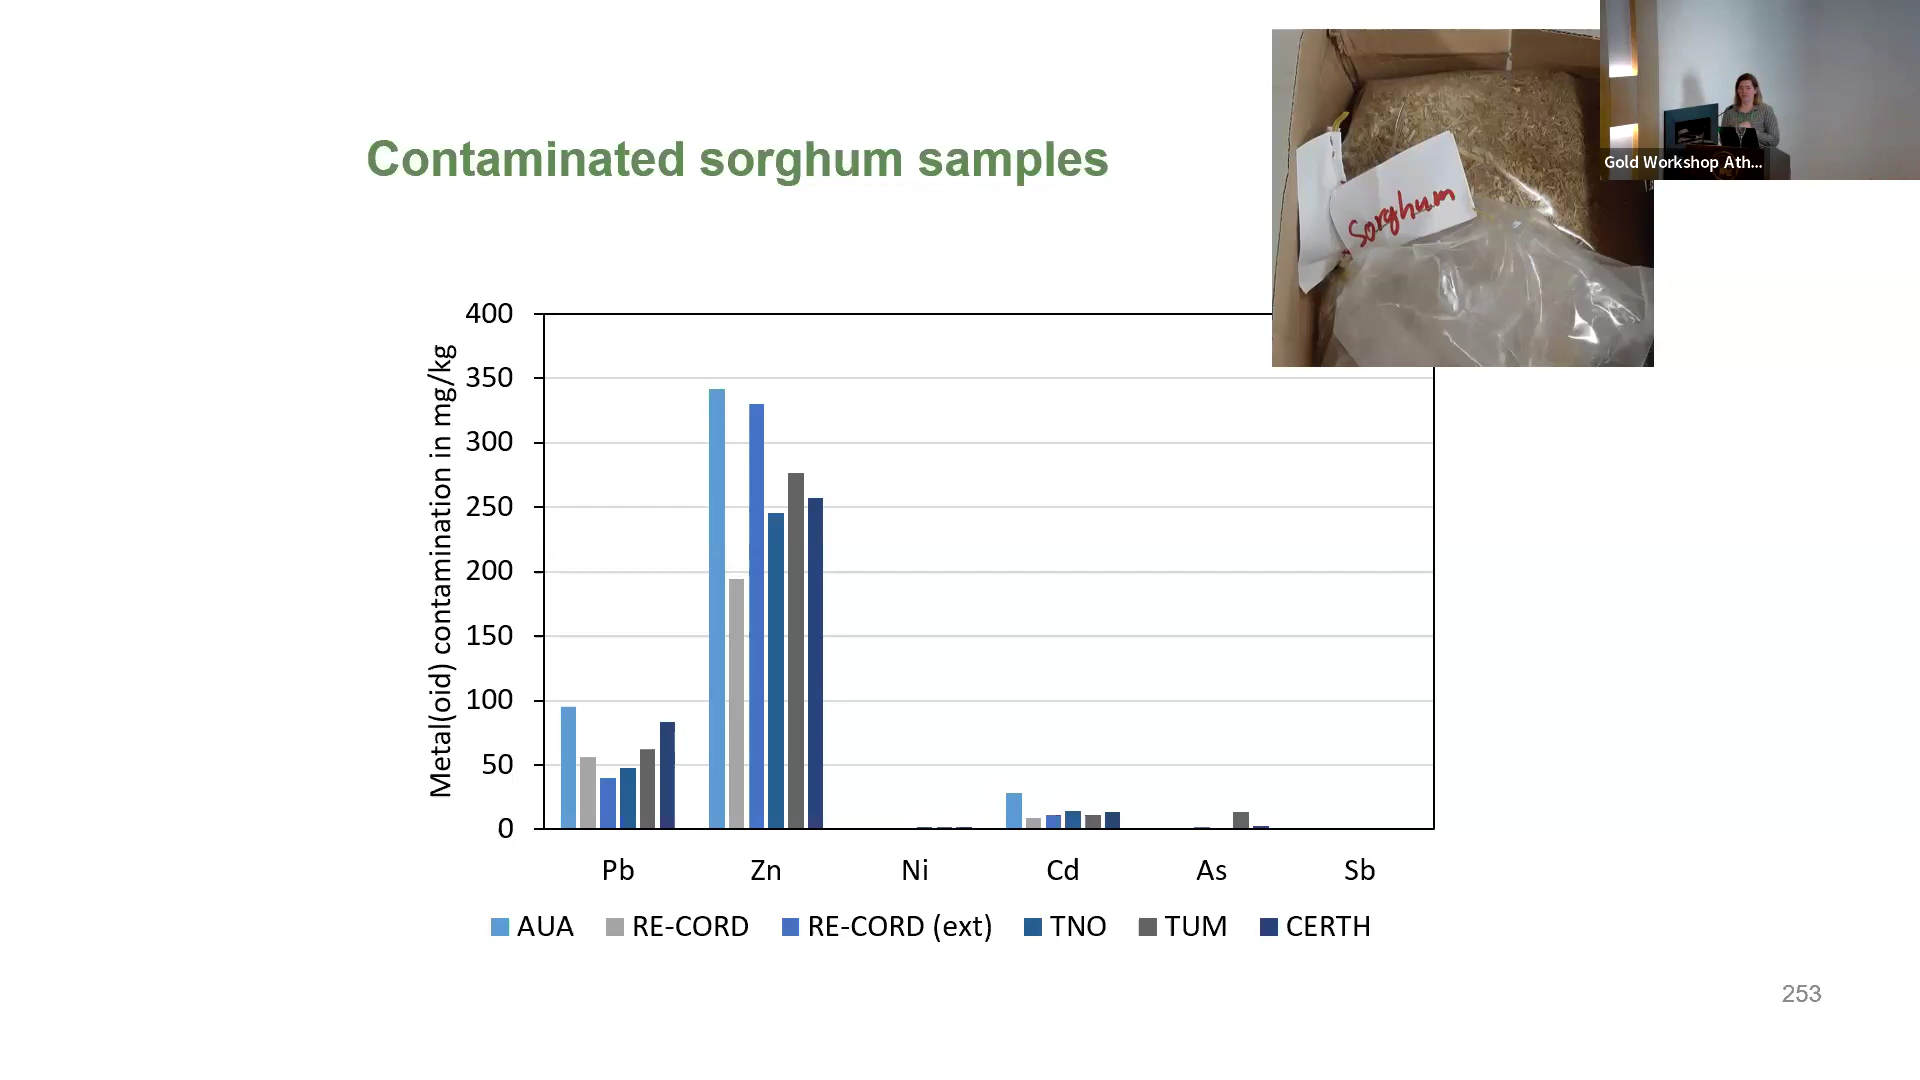 Contaminated sorghum samples
Sorghum
Gold Workshop Ath...
Metal(oid) contamination in mg/kg
400
350
300
250
200
150
100
50
0
Pb Zn Ni Cd As Sb
AUA RE-CORD RE-CORD (ext) TNO TUM CERTH
253